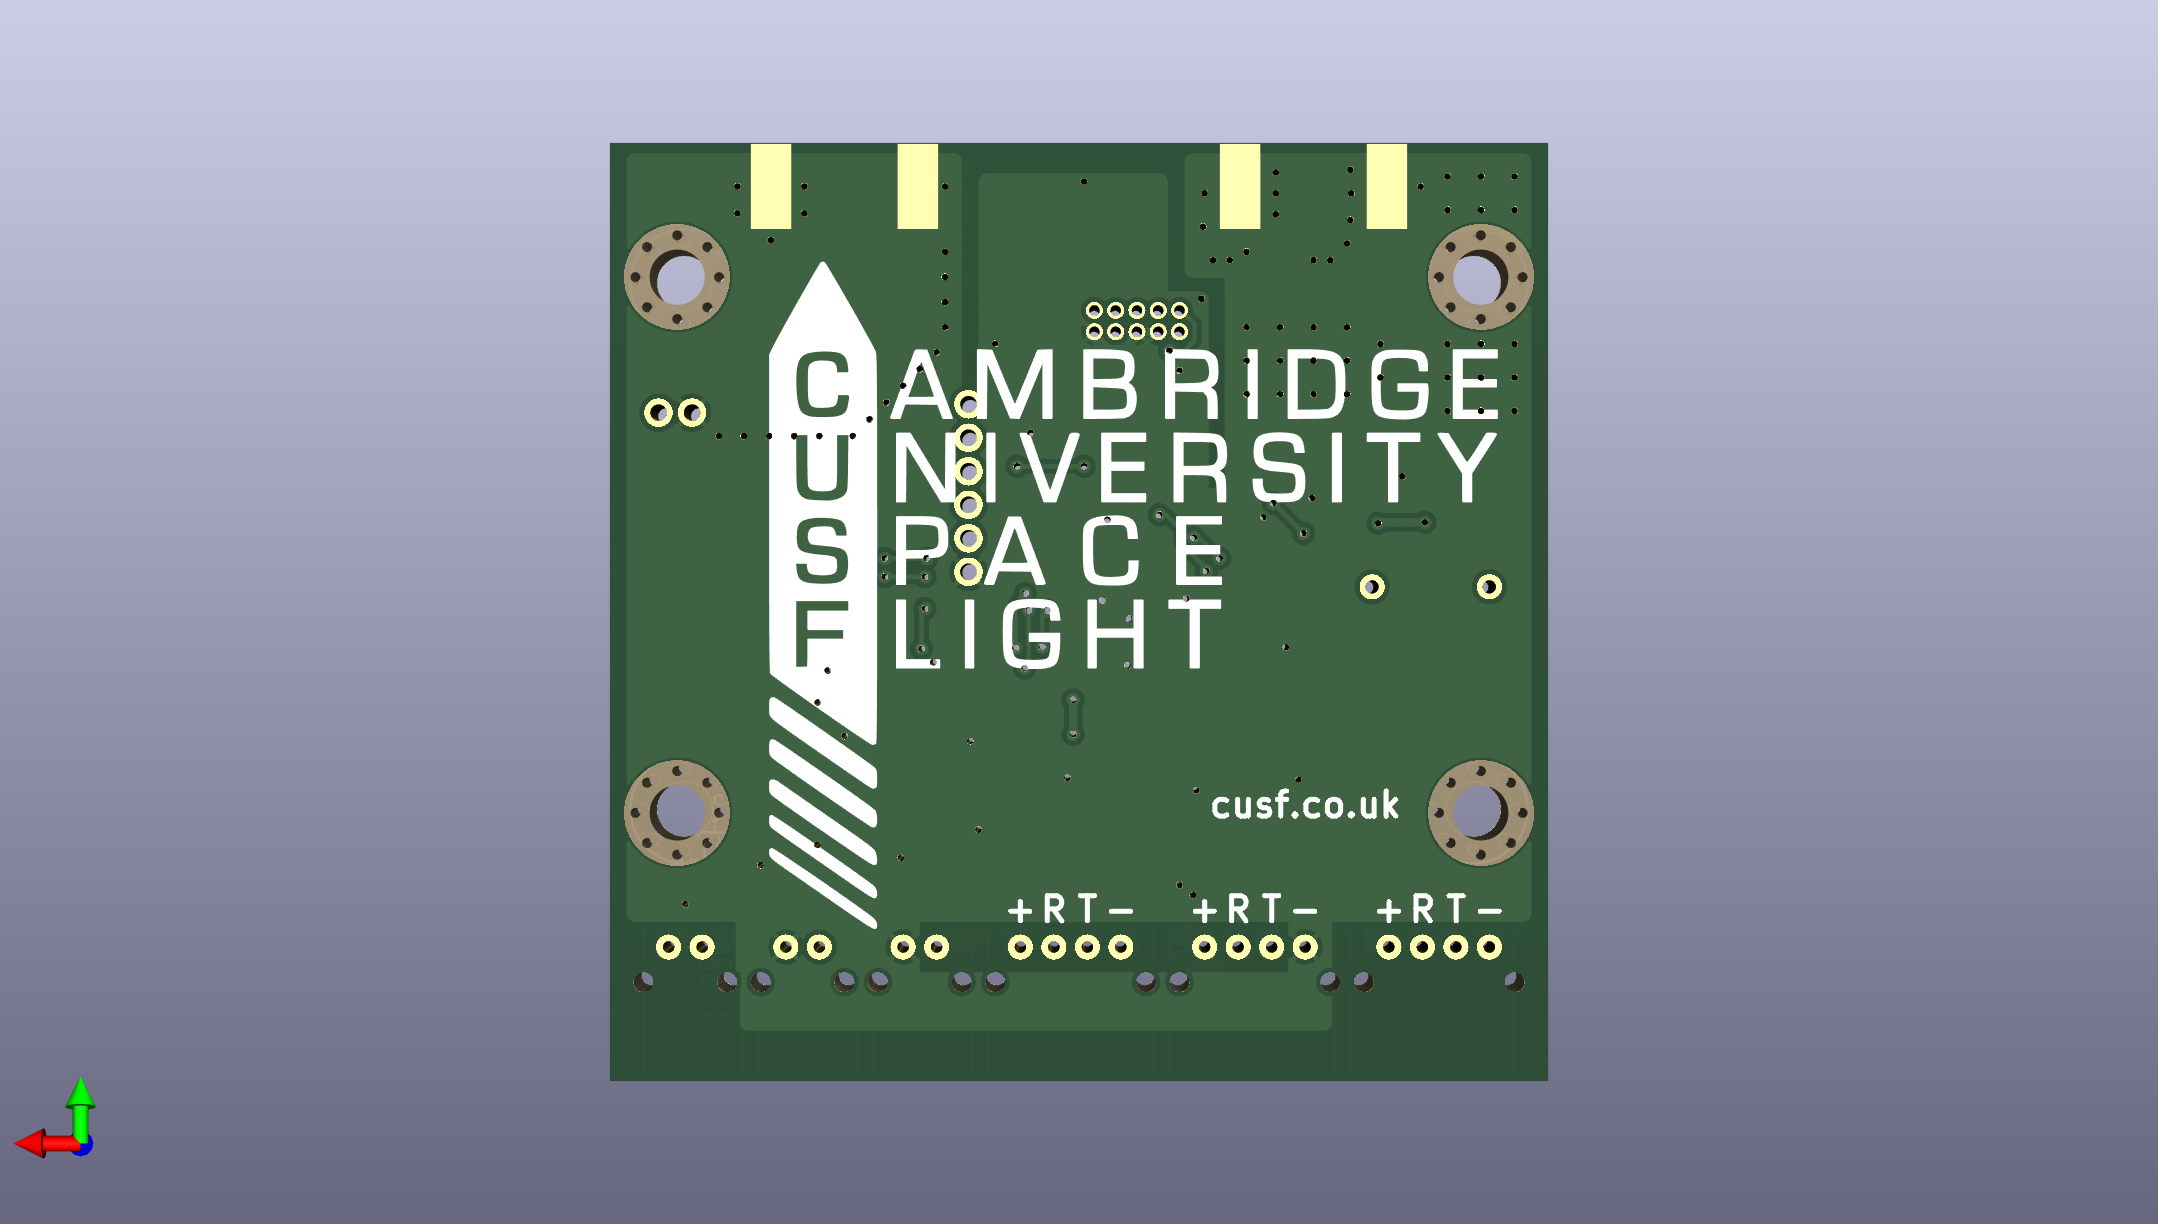 CAMBRIDGE
UNIVERSITY
SPACE
FLIGHT
cusf.co.uk
+RT- +RT- +RT-